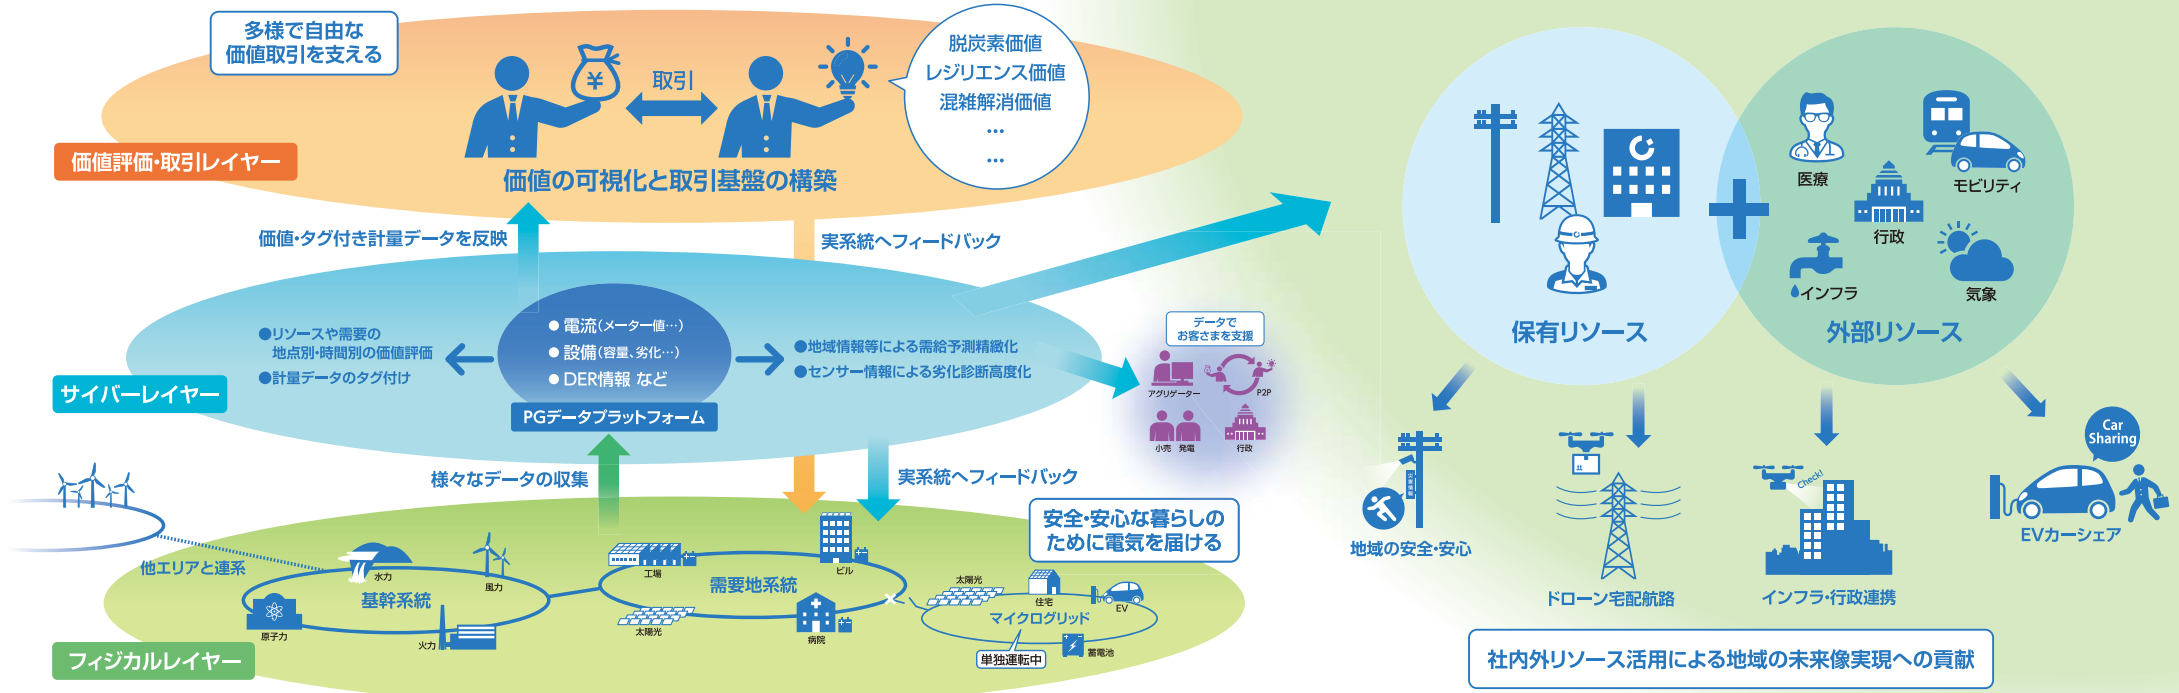 多様で自由な
価値取引を支える
¥
取引
脱炭素価値
レジリエンス価値
混雑解消価値
…
…
価値評価・取引レイヤー
価値の可視化と取引基盤の構築
価値・タグ付き計量データを反映
実系統へフィードバック
●リソースや需要の
地点別・時間別の価値評価
●計量データのタグ付け
●電流（メーター値…）
●設備（容量、劣化…）
●DER情報 など
PGデータプラットフォーム
●地域情報等による需給予測精緻化
●センサー情報による劣化診断高度化
サイバーレイヤー
データで
お客さまを支援
アグリゲーター
P2P
小売
発電
行政
様々なデータの収集
実系統へフィードバック
安全・安心な暮らしの
ために電気を届ける
他エリアと連系
水力
風力
基幹系統
原子力
火力
工場
需要地系統
ビル
太陽光
病院
太陽光
住宅
EV
マイクログリッド
単独運転中
蓄電池
フィジカルレイヤー
医療
モビリティ
行政
インフラ
気象
保有リソース
外部リソース
災害情報
地域の安全・安心
ドローン宅配航路
Check!
インフラ・行政連携
Car
Sharing
EVカーシェア
社内外リソース活用による地域の未来像実現への貢献